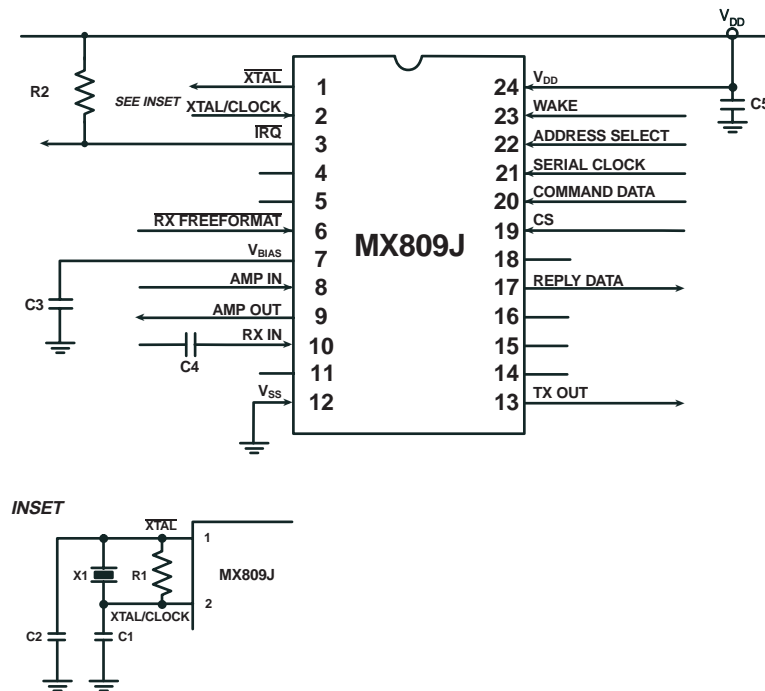 VDD
XTAL 1 24 VDD
R2 SEE INSET XTAL/CLOCK 2 23 WAKE C5
IRQ 3 22 ADDRESS SELECT
4 21 SERIAL CLOCK
5 20 COMMAND DATA
RX FREEFORMAT 6 MX809J 19 CS
VBIAS 7 18
C3 AMP IN 8 17 REPLY DATA
AMP OUT 9 16
C4 RX IN 10 15
11 14
VSS 12 13 TX OUT
INSET
XTAL 1
X1 R1 MX809J
XTAL/CLOCK 2
C2 C1